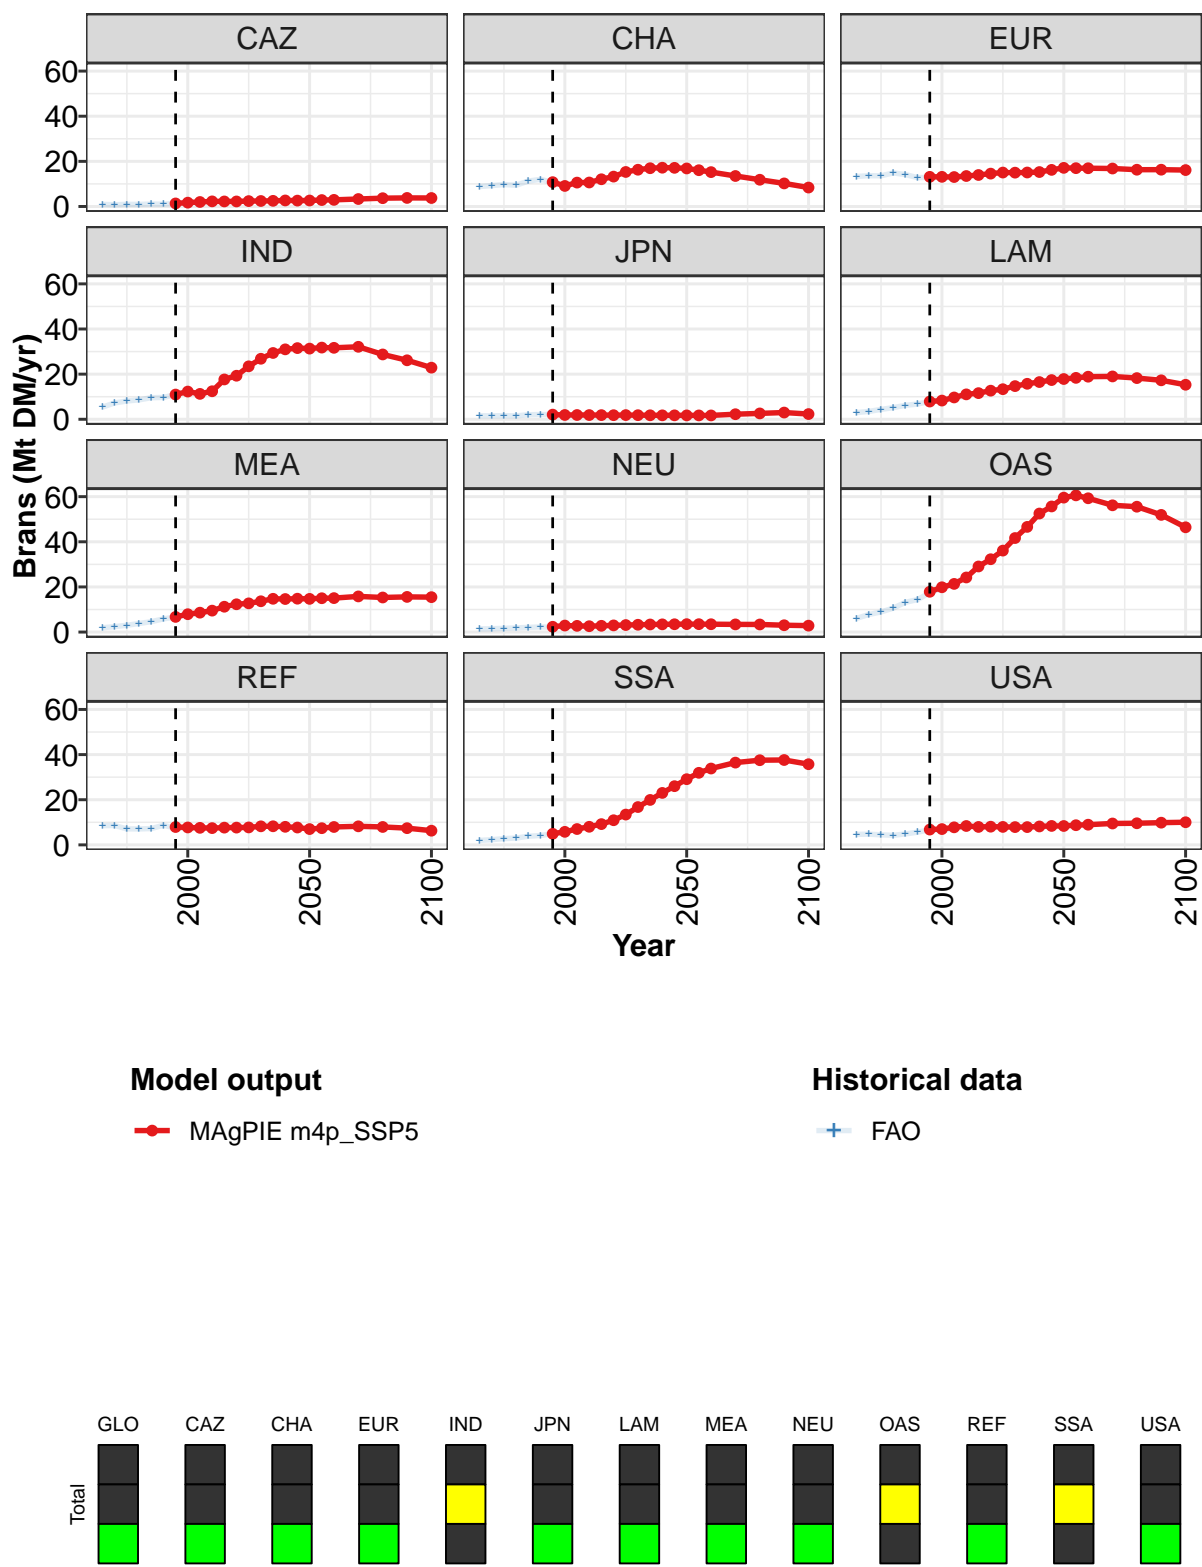 CAZ CHA EUR
60
40
20
0
IND JPN LAM
60
40
20
0
MEA NEU OAS
60
40
20
0
REF SSA USA
60
40
20
0
Brans (Mt DM/yr)
2000 2050 2100 2000 2050 2100 2000 2050 2100
Year
Model output Historical data
MAgPIE m4p_SSP5 FAO
GLO CAZ CHA EUR IND JPN LAM MEA NEU OAS REF SSA USA
Total